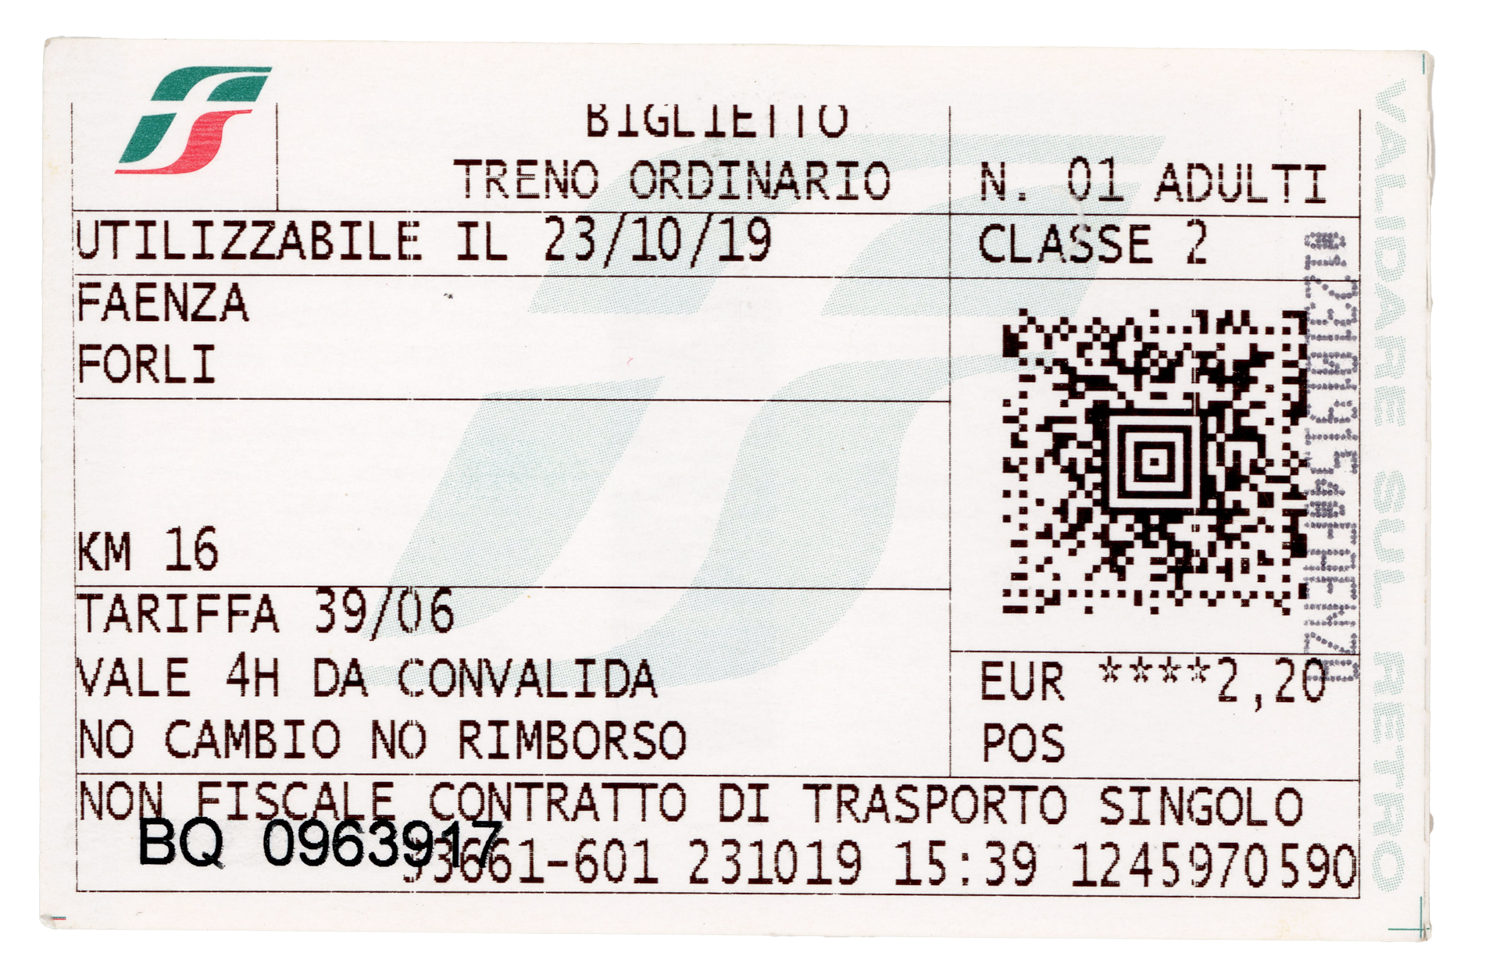 BIGLIETTO
TRENO ORDINARIO
N. 01 ADULTI
UTILIZZABILE IL 23/10/19
CLASSE 2
FAENZA
FORLI
KM 16
TARIFFA 39/06
VALE 4H DA CONVALIDA
EUR ****2,20
NO CAMBIO NO RIMBORSO
POS
NON FISCALE CONTRATTO DI TRASPORTO SINGOLO
BQ 0963917
93661-601 231019 15:39 1245970590
VALIDARE SUL RETRO